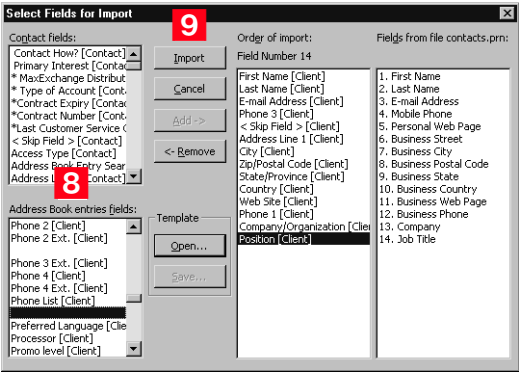 Select Fields for Import
9
Contact fields:
Contact How? [Contact]
Primary Interest [Contac
* MaxExchange Distribut
* Type of Account [Cont
*Contract Expiry [Contac
*Contract Number [Conta
*Last Customer Service C
< Skip Field > [Contact]
Access Type [Contact]
Address Book Entry Sear
Address L Contact]
8
Address Book entries fields:
Phone 2 [Client]
Phone 2 Ext. [Client]
Phone 3 Ext. [Client]
Phone 4 [Client]
Phone 4 Ext. [Client]
Phone List [Client]
Preferred Language [Clie
Processor [Client]
Promo level [Client]
Import
Cancel
Add ->
<- Remove
Template
Open...
Save...
Order of import:
Field Number 14
First Name [Client]
Last Name [Client]
E-mail Address [Client]
Phone 3 [Client]
< Skip Field > [Client]
Address Line 1 [Client]
City [Client]
Zip/Postal Code [Client]
State/Province [Client]
Country [Client]
Web Site [Client]
Phone 1 [Client]
Company/Organization [Clie
Position [Client]
Fields from file contacts.prn:
1. First Name
2. Last Name
3. E-mail Address
4. Mobile Phone
5. Personal Web Page
6. Business Street
7. Business City
8. Business Postal Code
9. Business State
10. Business Country
11. Business Web Page
12. Business Phone
13. Company
14. Job Title